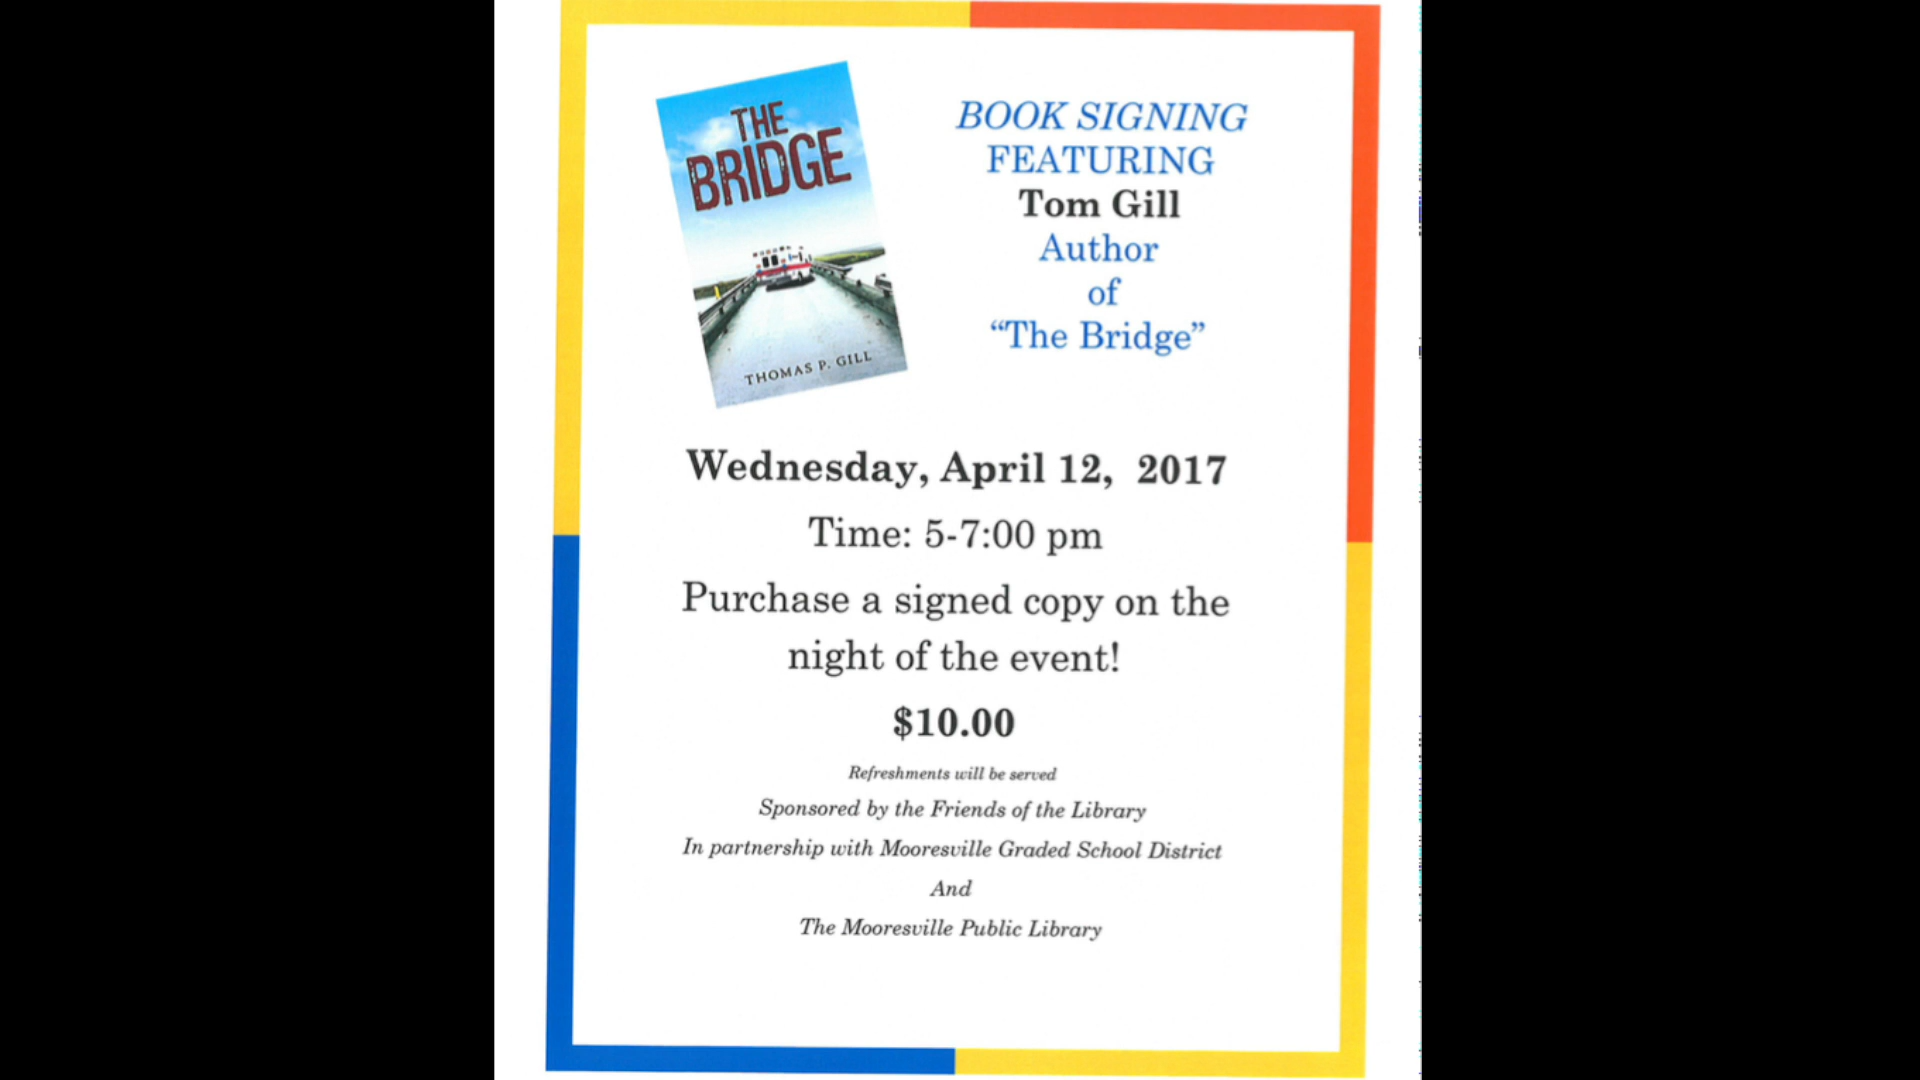 THE
BRIDGE
THOMAS P. GILL
BOOK SIGNING
FEATURING
Tom Gill
Author
of
“The Bridge”
Wednesday, April 12, 2017
Time: 5-7:00 pm
Purchase a signed copy on the
night of the event!
$10.00
Refreshments will be served
Sponsored by the Friends of the Library
In partnership with Mooresville Graded School District
And
The Mooresville Public Library